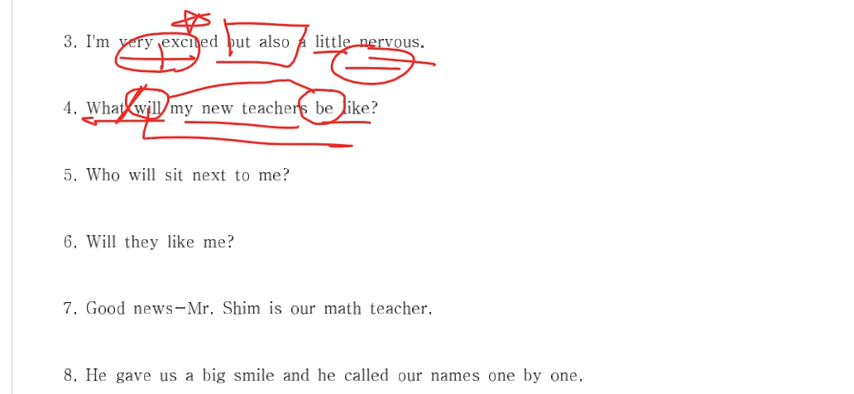 3. I'm very excited but also a little nervous.
4. What will my new teachers be like?
5. Who will sit next to me?
6. Will they like me?
7. Good news-Mr. Shim is our math teacher.
8. He gave us a big smile and he called our names one by one.